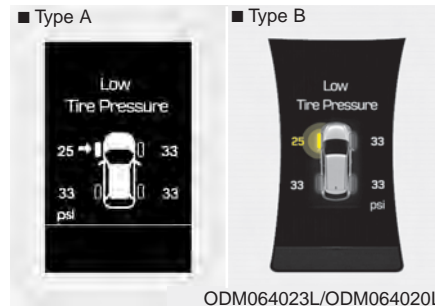 ■ Type A
Low
Tire Pressure
25 33
33 33
psi
■ Type B
Low
Tire Pressure
25 33
33 33
psi
ODM064023L/ODM064020L